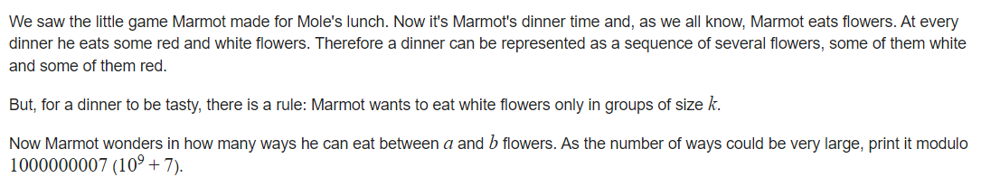 We saw the little game Marmot made for Mole's lunch. Now it's Marmot's dinner time and, as we all know, Marmot eats flowers. At every
dinner he eats some red and white flowers. Therefore a dinner can be represented as a sequence of several flowers, some of them white
and some of them red.
But, for a dinner to be tasty, there is a rule: Marmot wants to eat white flowers only in groups of size k.
Now Marmot wonders in how many ways he can eat between a and b flowers. As the number of ways could be very large, print it modulo
1000000007 (10⁹ + 7).